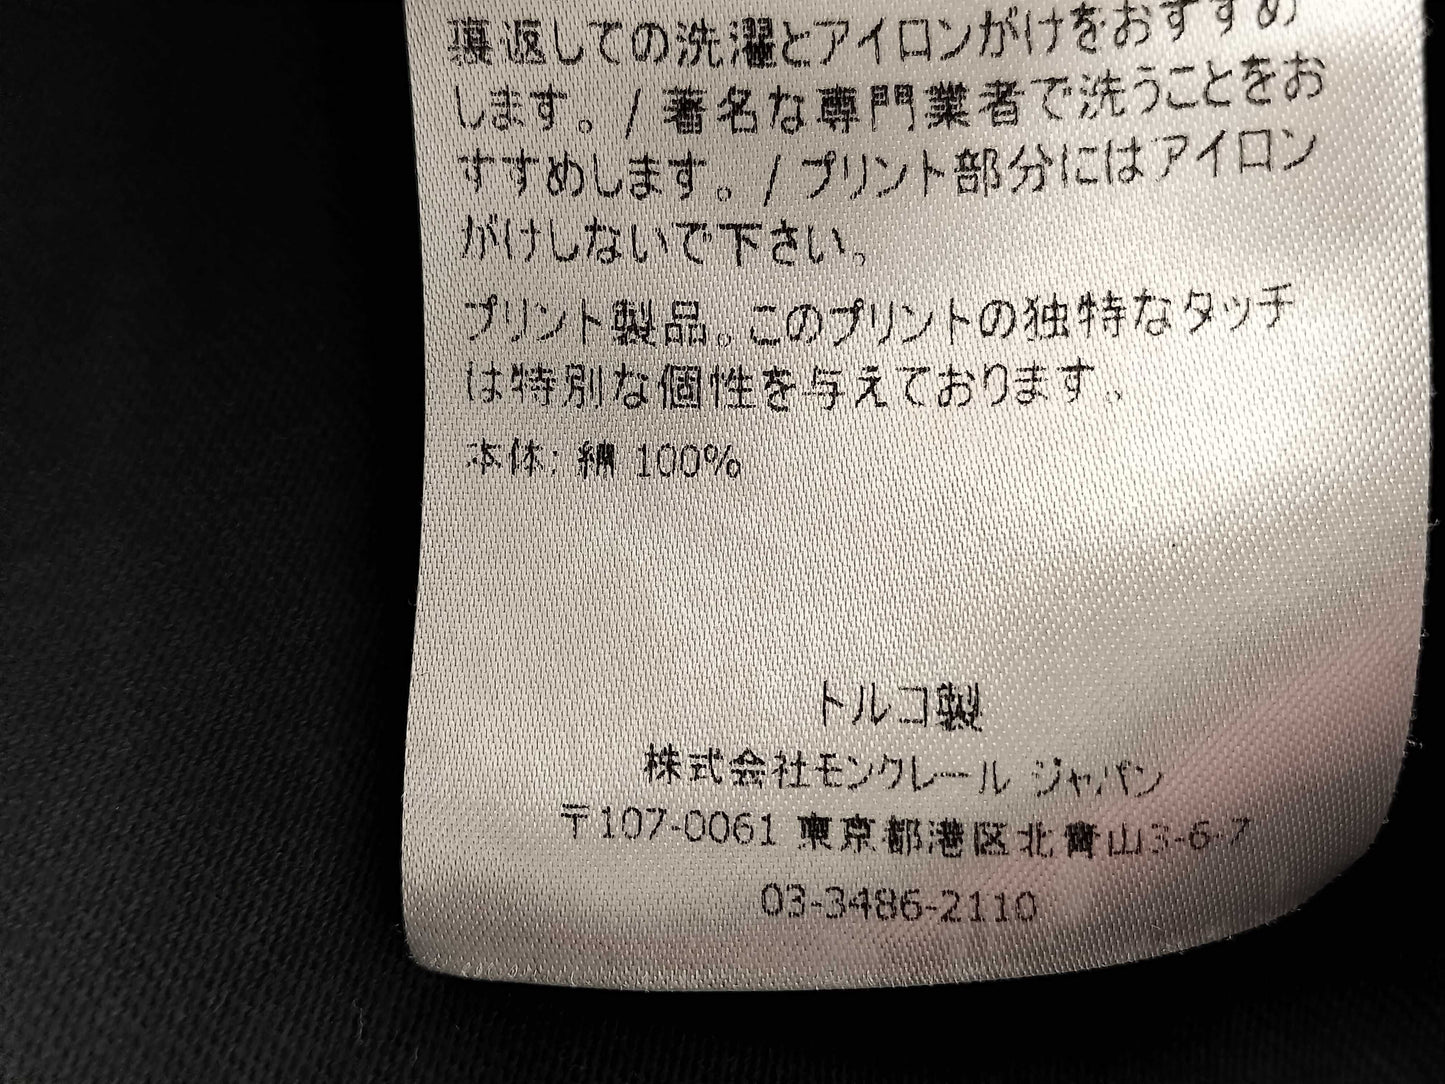 裏返しての洗濯とアイロンがけをおすすめ
します。/ 著名な専門業者で洗うことをお
すすめします。/ プリント部分にはアイロン
がけしないで下さい。
プリント製品。このプリントの独特なタッチ
は特別な個性を与えております。
本体: 綿 100%
トルコ製
株式会社モンクレール ジャパン
〒107-0061 東京都港区北青山3-6-7
03-3486-2110